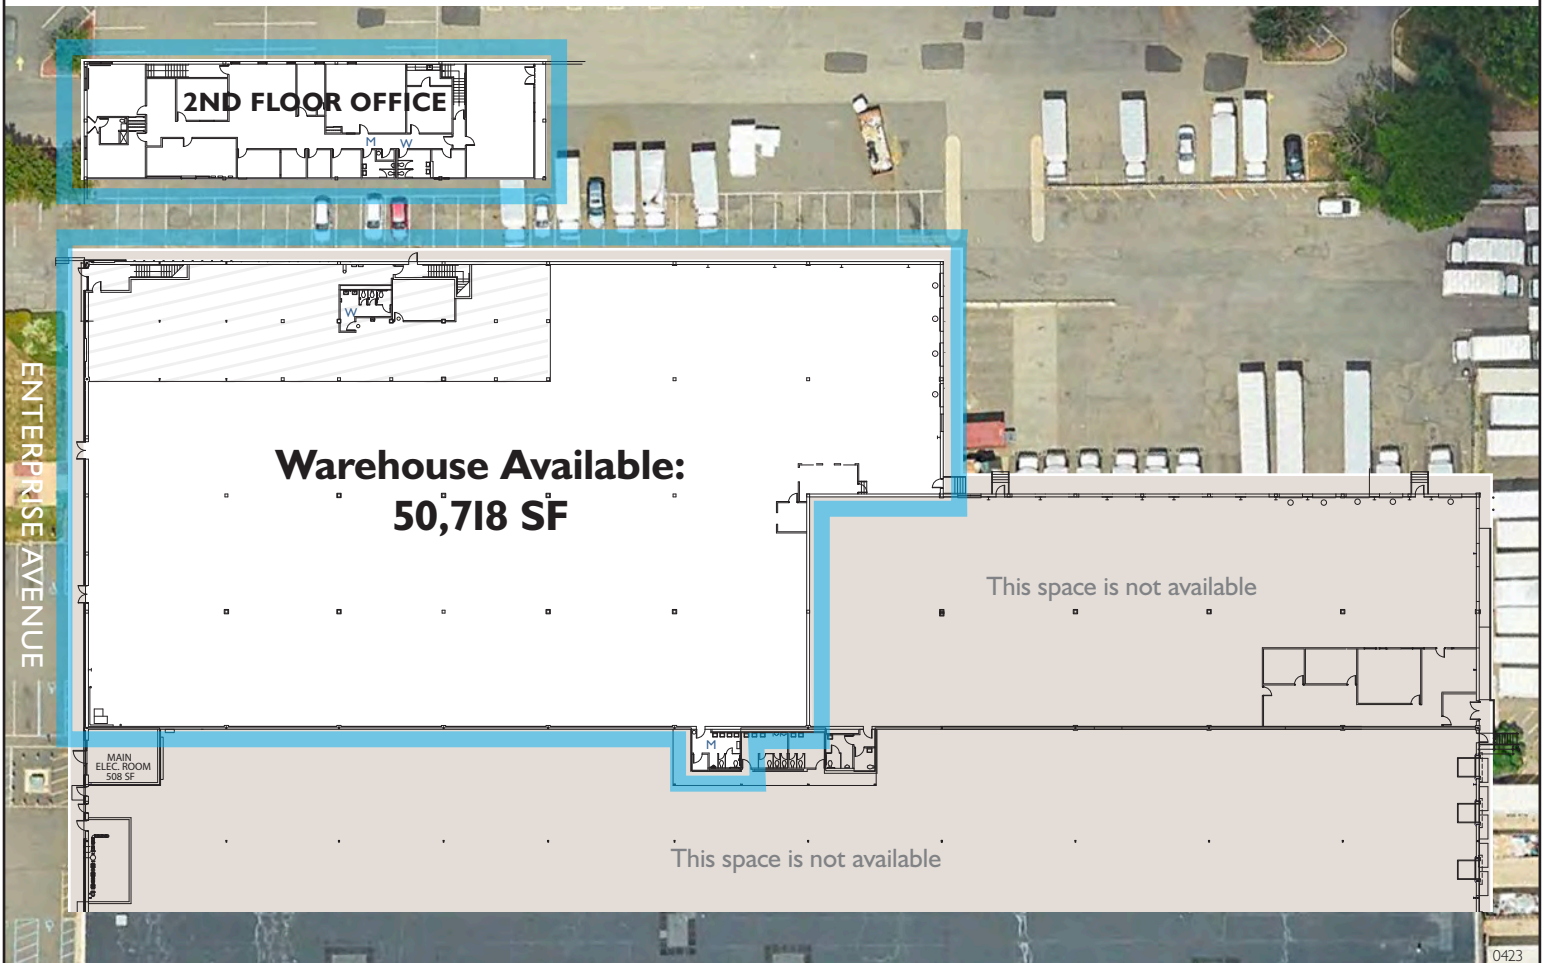 2ND FLOOR OFFICE
M W
W
ENTERPRISE AVENUE
Warehouse Available:
50,718 SF
This space is not available
M
MAIN
ELEC. ROOM
508 SF
This space is not available
0423